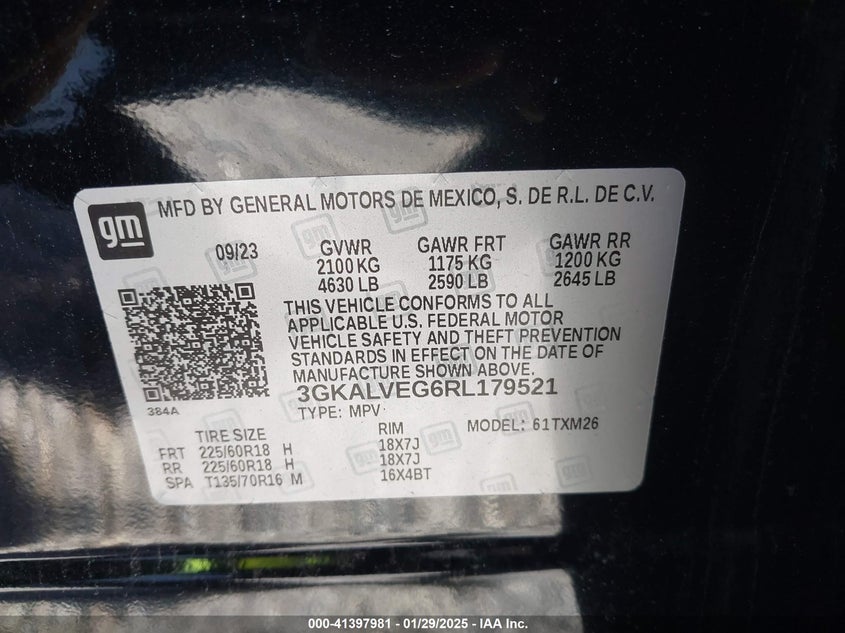 gm
MFD BY GENERAL MOTORS DE MEXICO, S. DE R.L. DE C.V.
09/23
GVWR GAWR FRT GAWR RR
2100 KG 1175 KG 1200 KG
4630 LB 2590 LB 2645 LB
THIS VEHICLE CONFORMS TO ALL
APPLICABLE U.S. FEDERAL MOTOR
VEHICLE SAFETY AND THEFT PREVENTION
STANDARDS IN EFFECT ON THE DATE OF
MANUFACTURE SHOWN ABOVE.
3GKALVEG6RL179521
384A
TYPE: MPV MODEL: 61TXM26
TIRE SIZE RIM
FRT 225/60R18 H 18X7J
RR 225/60R18 H 18X7J
SPA T135/70R16 M 16X4BT
000-41397981 - 01/29/2025 - IAA Inc.